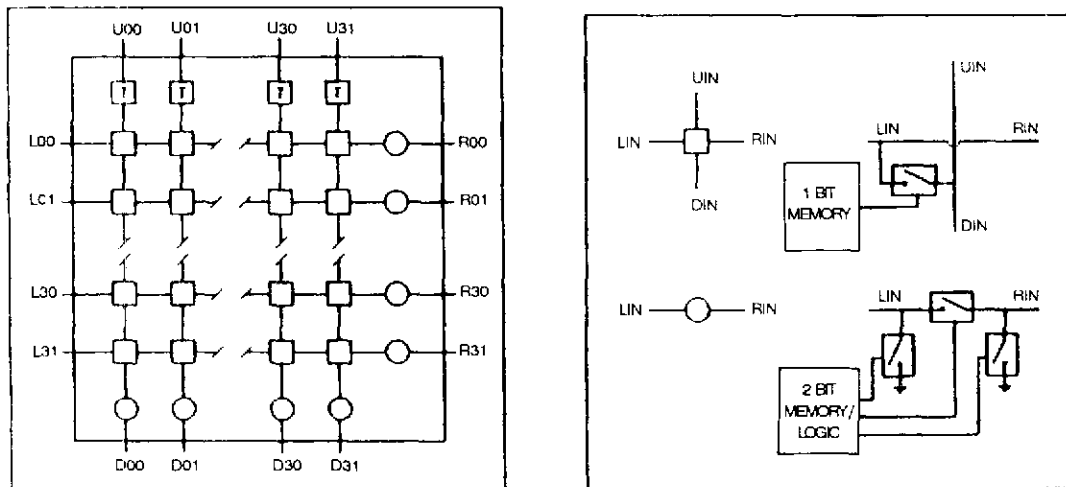 U00 U01 U30 U31
T T T T
L00 R00
L01 R01
L30 R30
L31 R31
D00 D01 D30 D31
UIN
LIN RIN
DIN
UIN
LIN RIN
1 BIT
MEMORY
DIN
LIN RIN
LIN RIN
2 BIT
MEMORY/
LOGIC